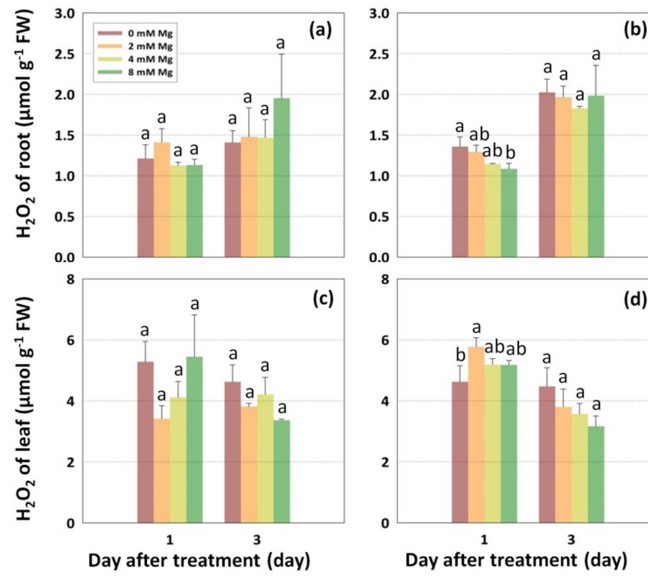 3.0
2.5
2.0
1.5
1.0
0.5
0.0
H₂O₂ of root (µmol g⁻¹ FW)
0 mM Mg
2 mM Mg
4 mM Mg
8 mM Mg
(a)
a a a a
a a a a
3.0
2.5
2.0
1.5
1.0
0.5
0.0
(b)
a ab ab b
a a a a
8
6
4
2
0
H₂O₂ of leaf (µmol g⁻¹ FW)
(c)
a a a a
a a a a
1 3
Day after treatment (day)
8
6
4
2
0
(d)
b a ab ab
a a a a
1 3
Day after treatment (day)